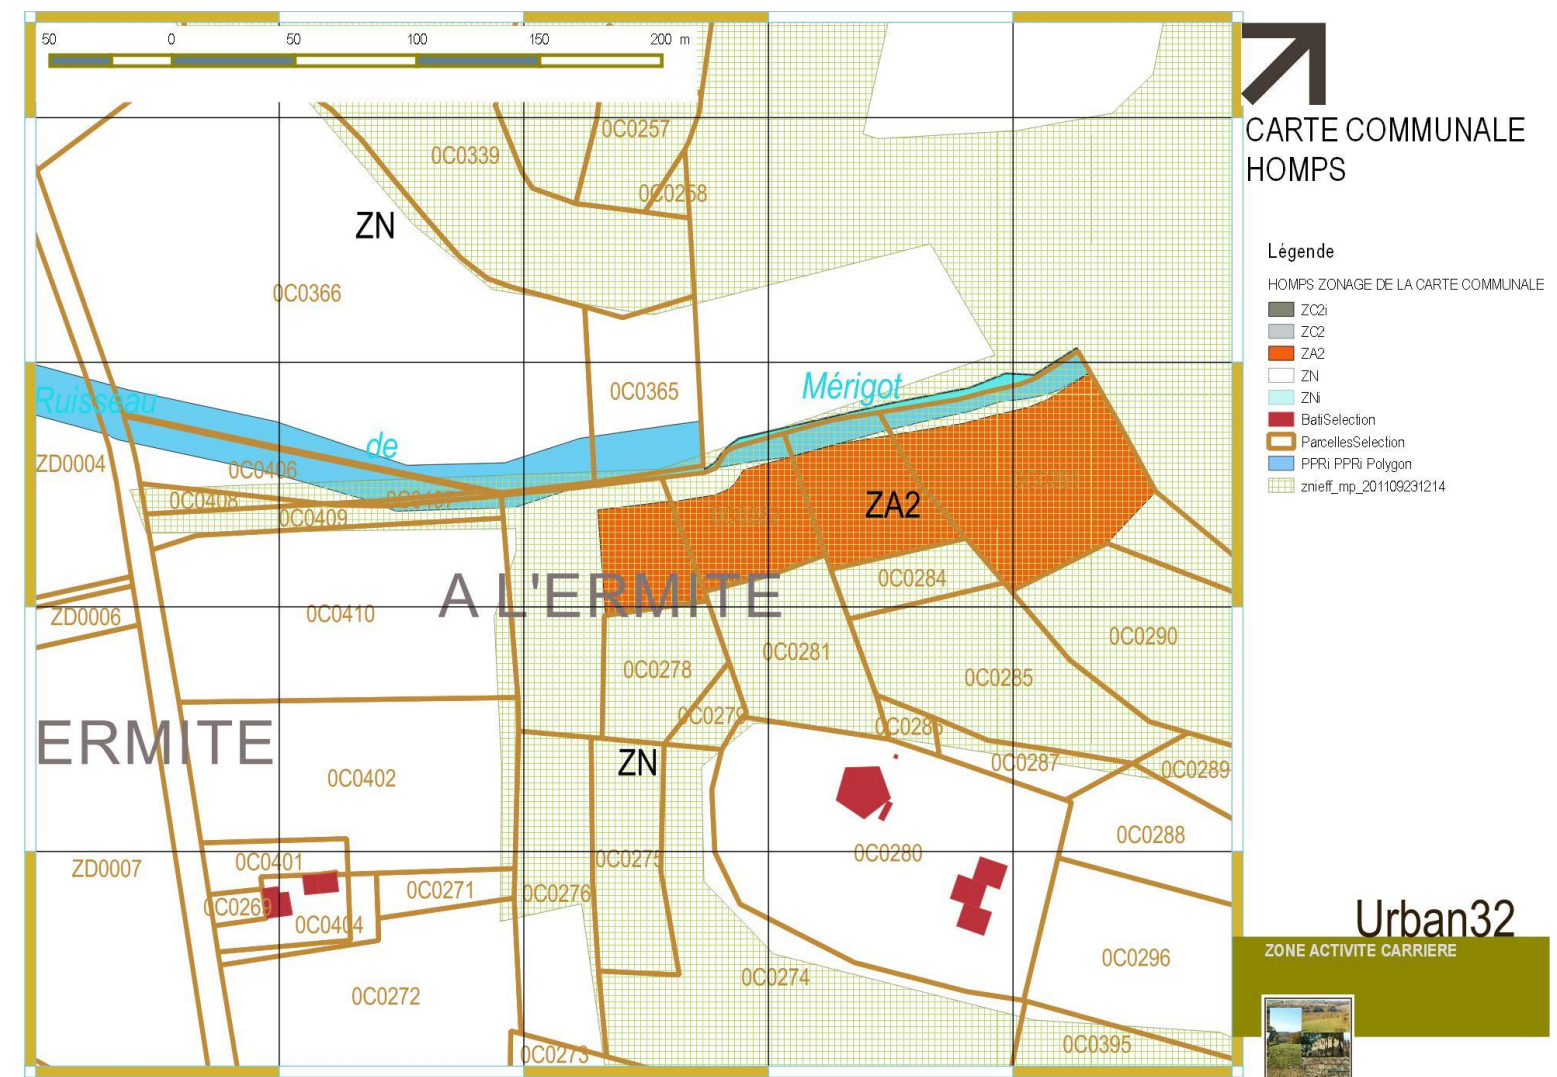 50 0 50 100 150 200 m
CARTE COMMUNALE
HOMPS
0C0257
0C0339
0C0258
ZN
0C0366
Légende
HOMPS ZONAGE DE LA CARTE COMMUNALE
ZC2i
ZC2
ZA2
ZN
ZNi
BatiSelection
ParcellesSelection
PPRi PPRi Polygon
znieff_mp_201109231214
0C0365
Mérigot
Ruisseau
de
ZD0004
0C0406
0C0408
0C0409
ZA2
0C0284
A L'ERMITE
0C0410
ZD0006
0C0290
0C0281
0C0278
0C0285
0C0279
0C0286
ERMITE
ZN
0C0287
0C0289
0C0402
0C0288
0C0280
0C0401
ZD0007
0C0275
0C0271
0C0276
0C0269
0C0404
Urban32
ZONE ACTIVITE CARRIERE
0C0296
0C0274
0C0272
0C0395
0C0273